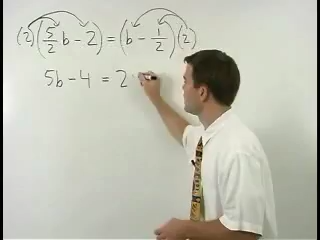 (2)(5/2 b - 2) = (b - 1/2)(2)
5b - 4 = 2